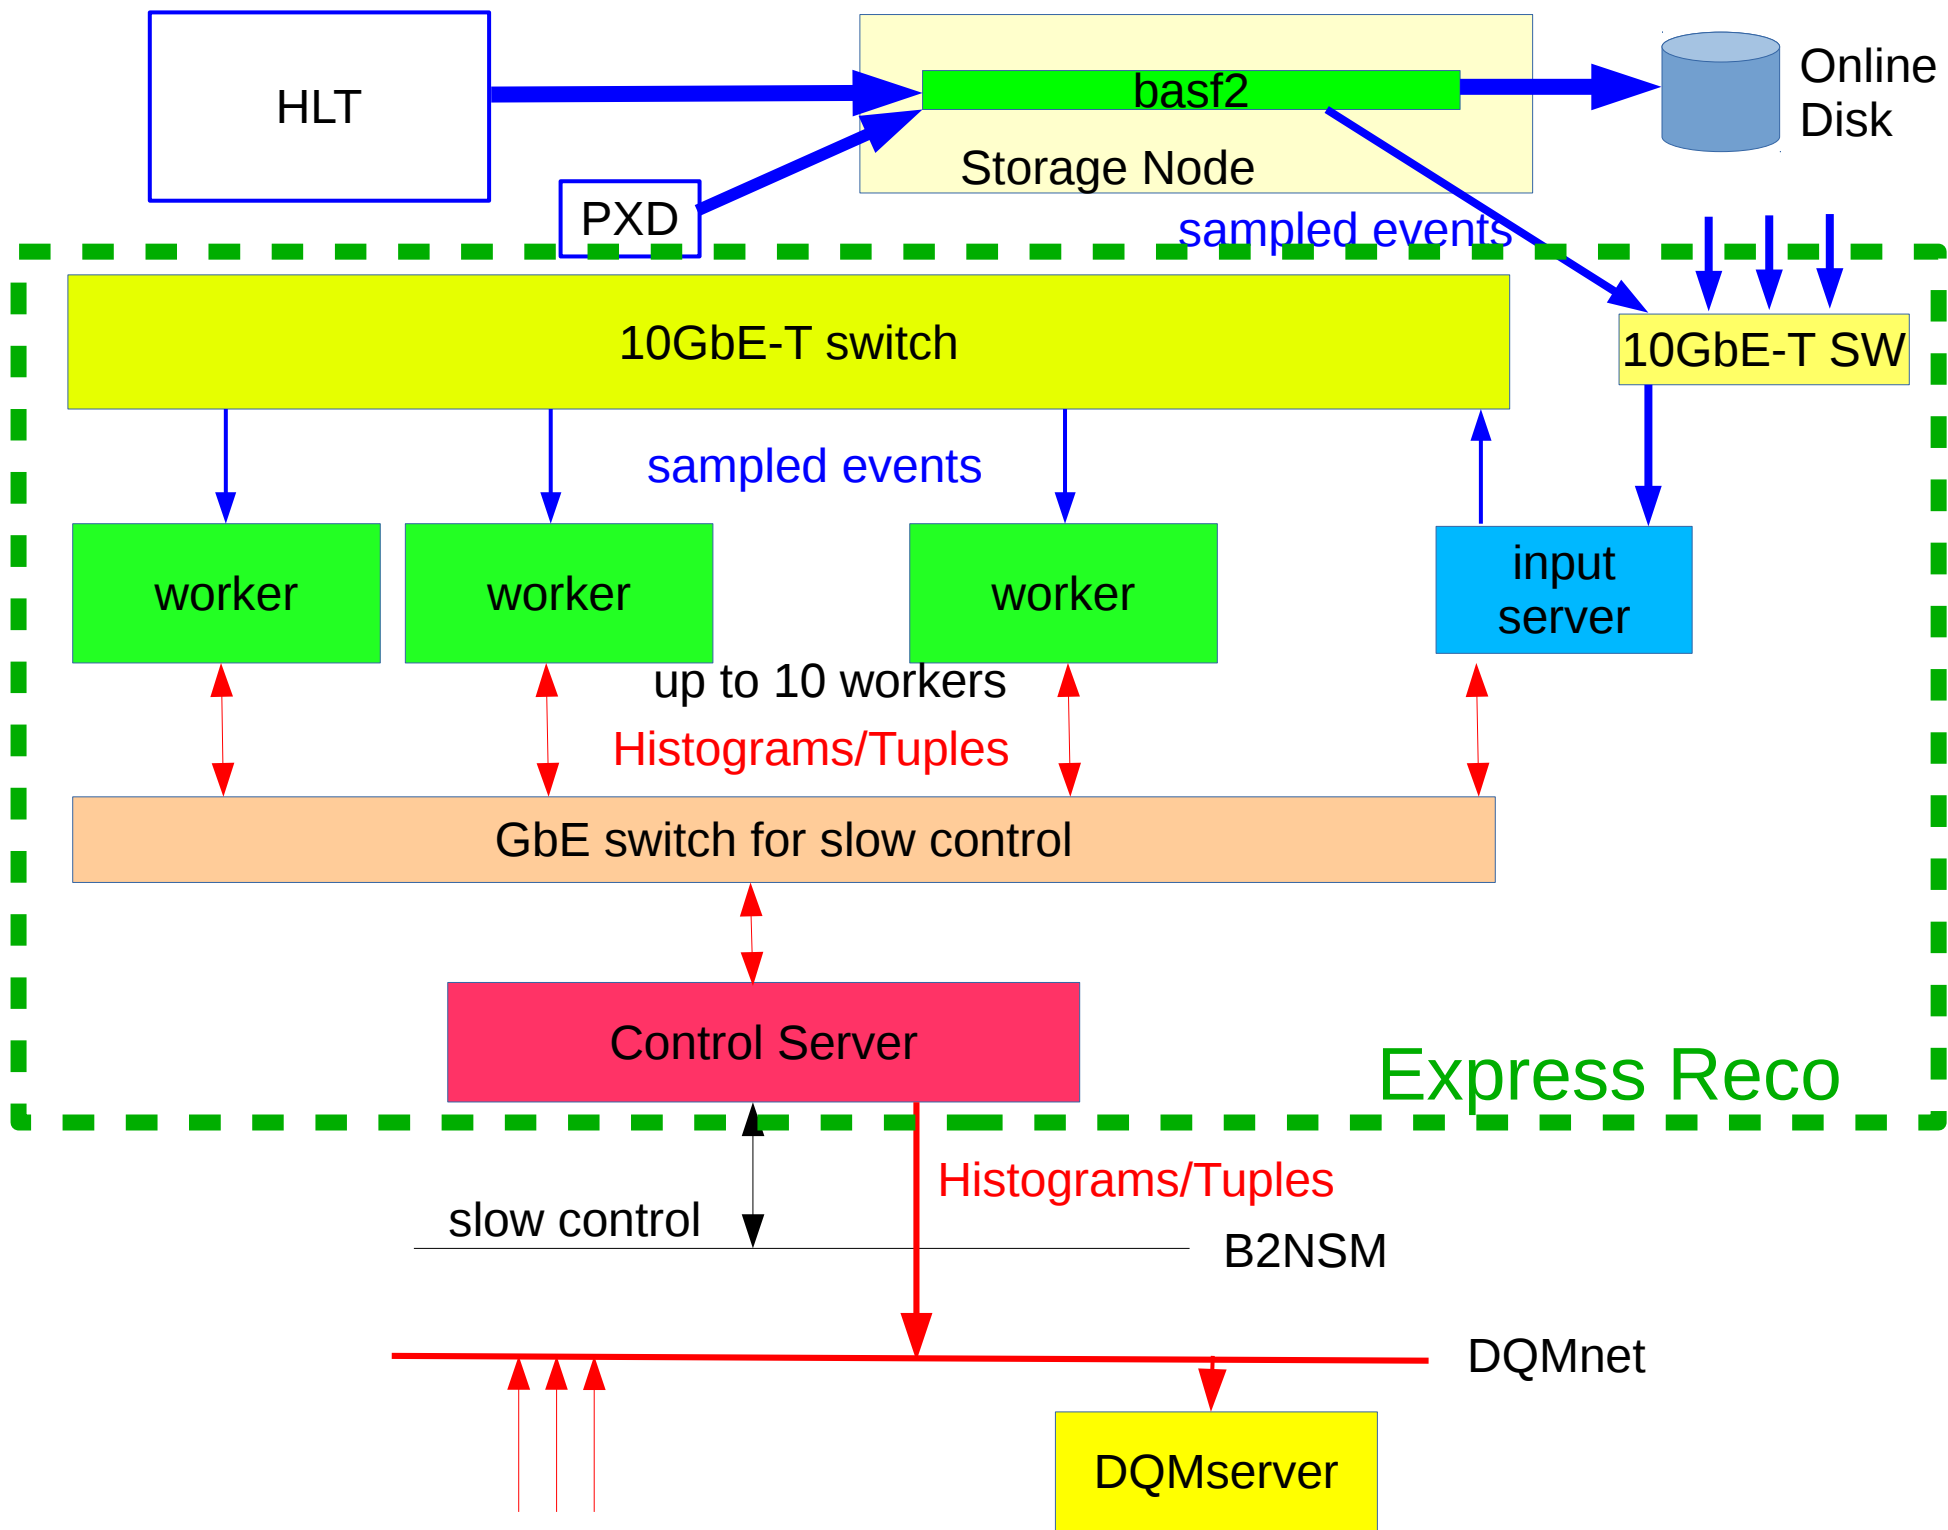 HLT
basf2
Online
Disk
Storage Node
PXD
sampled events
10GbE-T switch
10GbE-T SW
sampled events
worker
worker
worker
input
server
up to 10 workers
Histograms/Tuples
GbE switch for slow control
Control Server
Express Reco
Histograms/Tuples
slow control
B2NSM
DQMnet
DQMserver